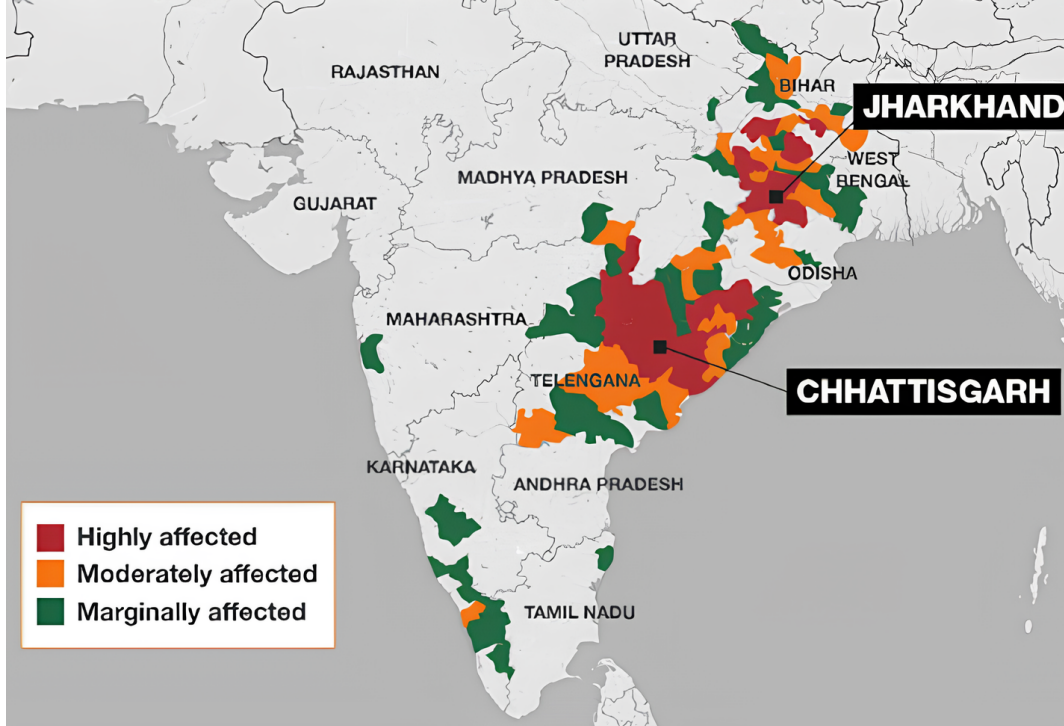 UTTAR
PRADESH
RAJASTHAN
BIHAR
JHARKHAND
WEST
BENGAL
MADHYA PRADESH
GUJARAT
ODISHA
MAHARASHTRA
TELENGANA
CHHATTISGARH
KARNATAKA
ANDHRA PRADESH
Highly affected
Moderately affected
Marginally affected
TAMIL NADU